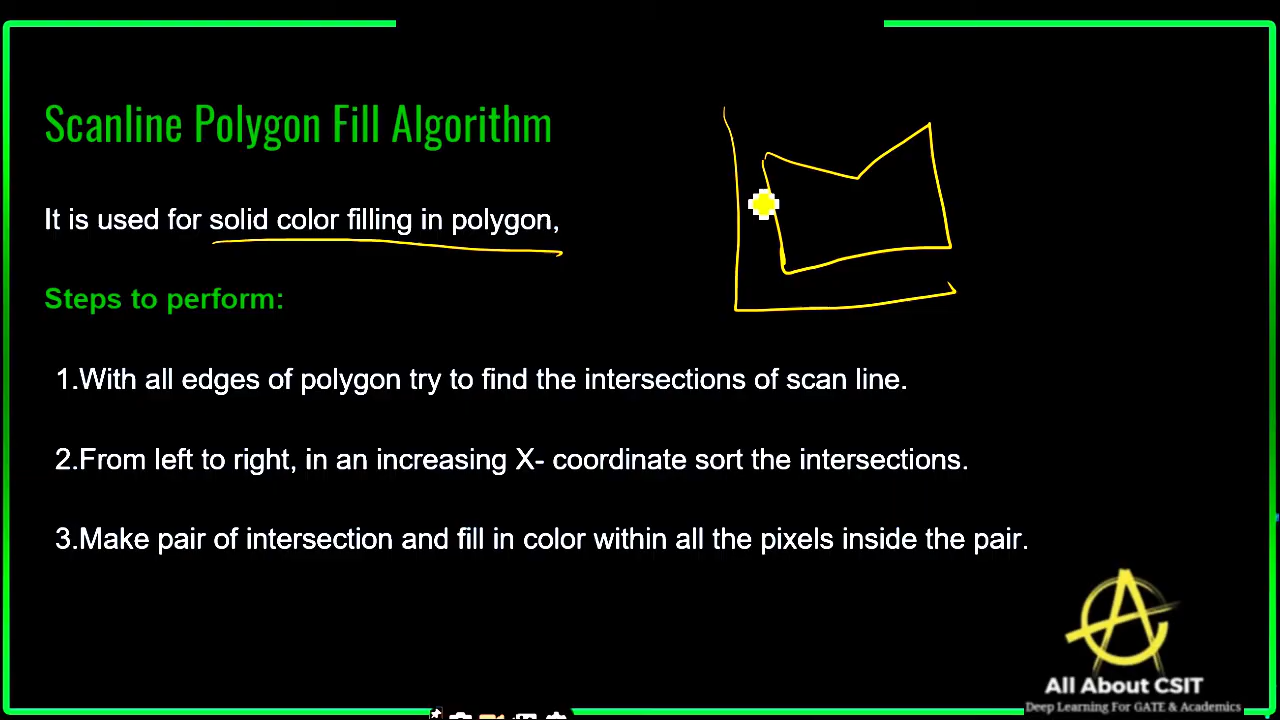 Scanline Polygon Fill Algorithm
It is used for solid color filling in polygon,
Steps to perform:
1.With all edges of polygon try to find the intersections of scan line.
2.From left to right, in an increasing X- coordinate sort the intersections.
3.Make pair of intersection and fill in color within all the pixels inside the pair.
All About CSIT
Deep Learning For GATE & Academics